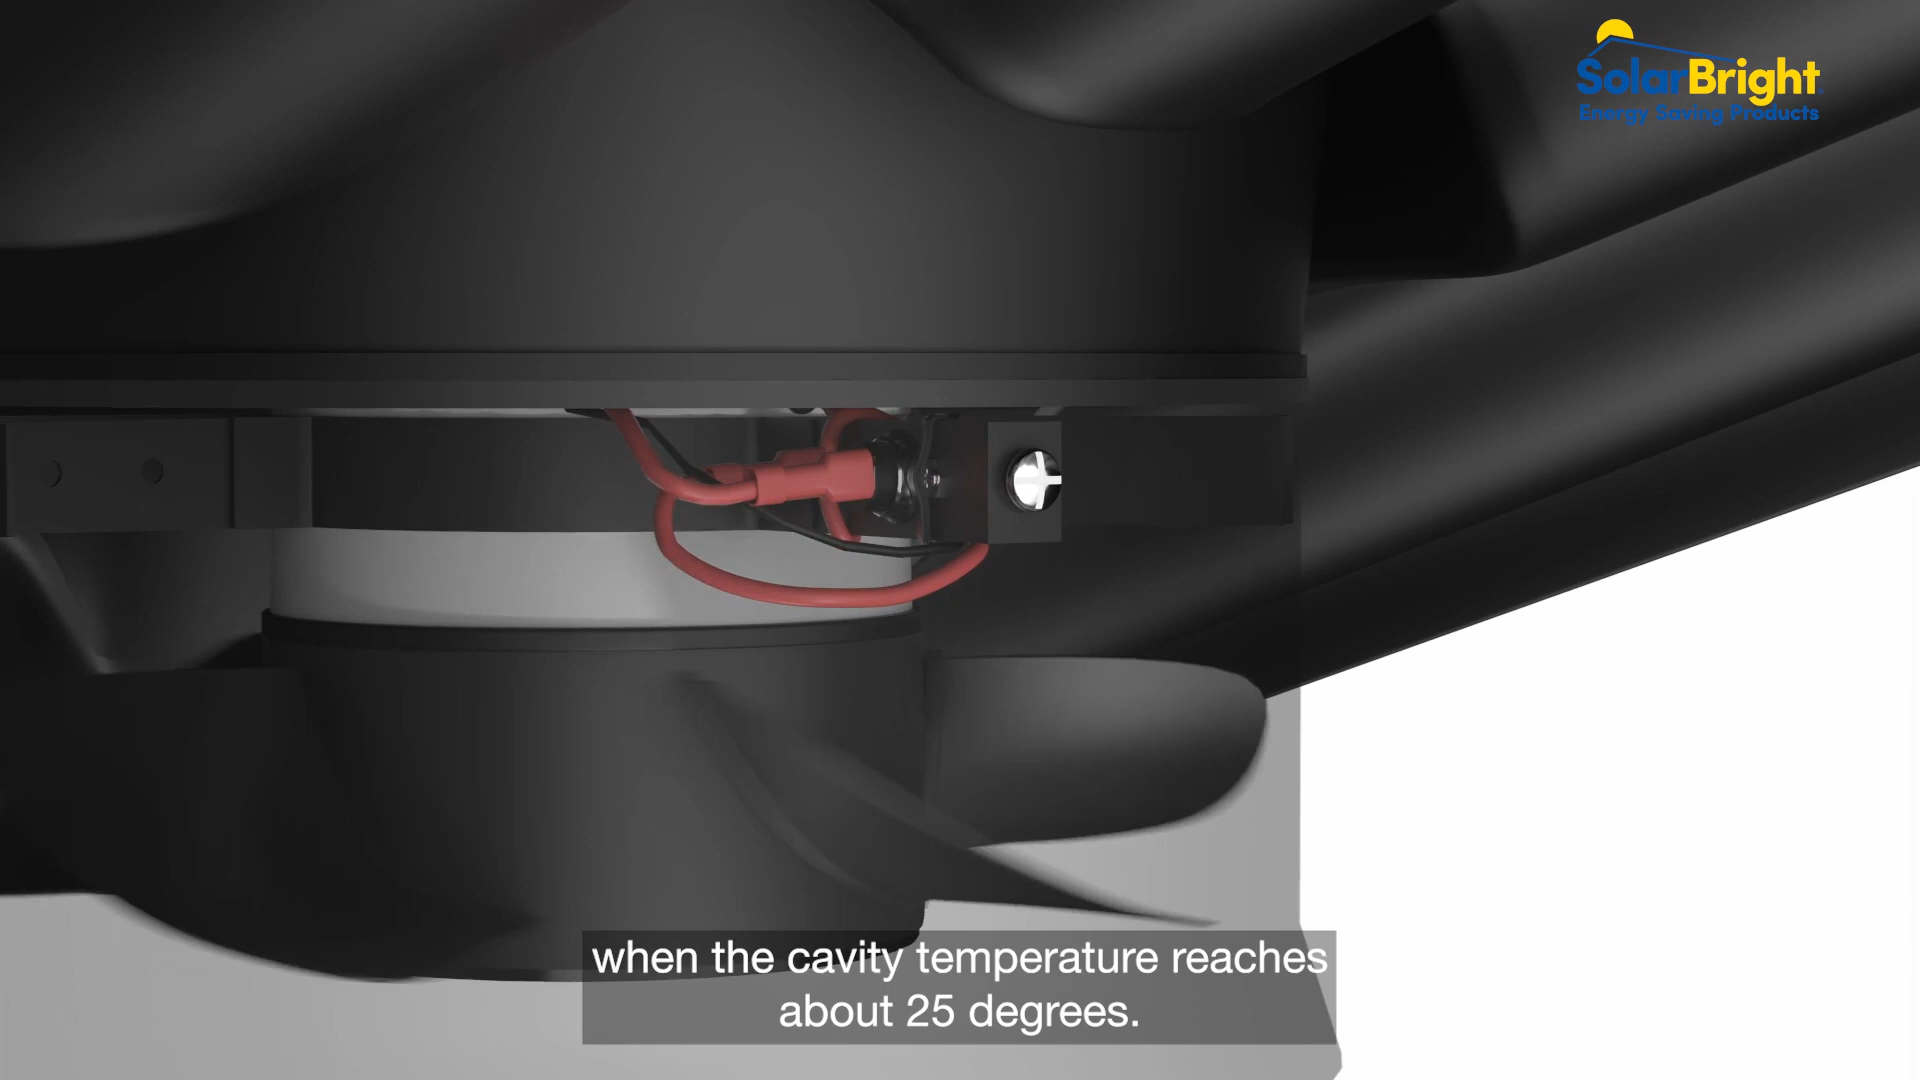 SolarBright
Energy Saving Products
when the cavity temperature reaches
about 25 degrees.